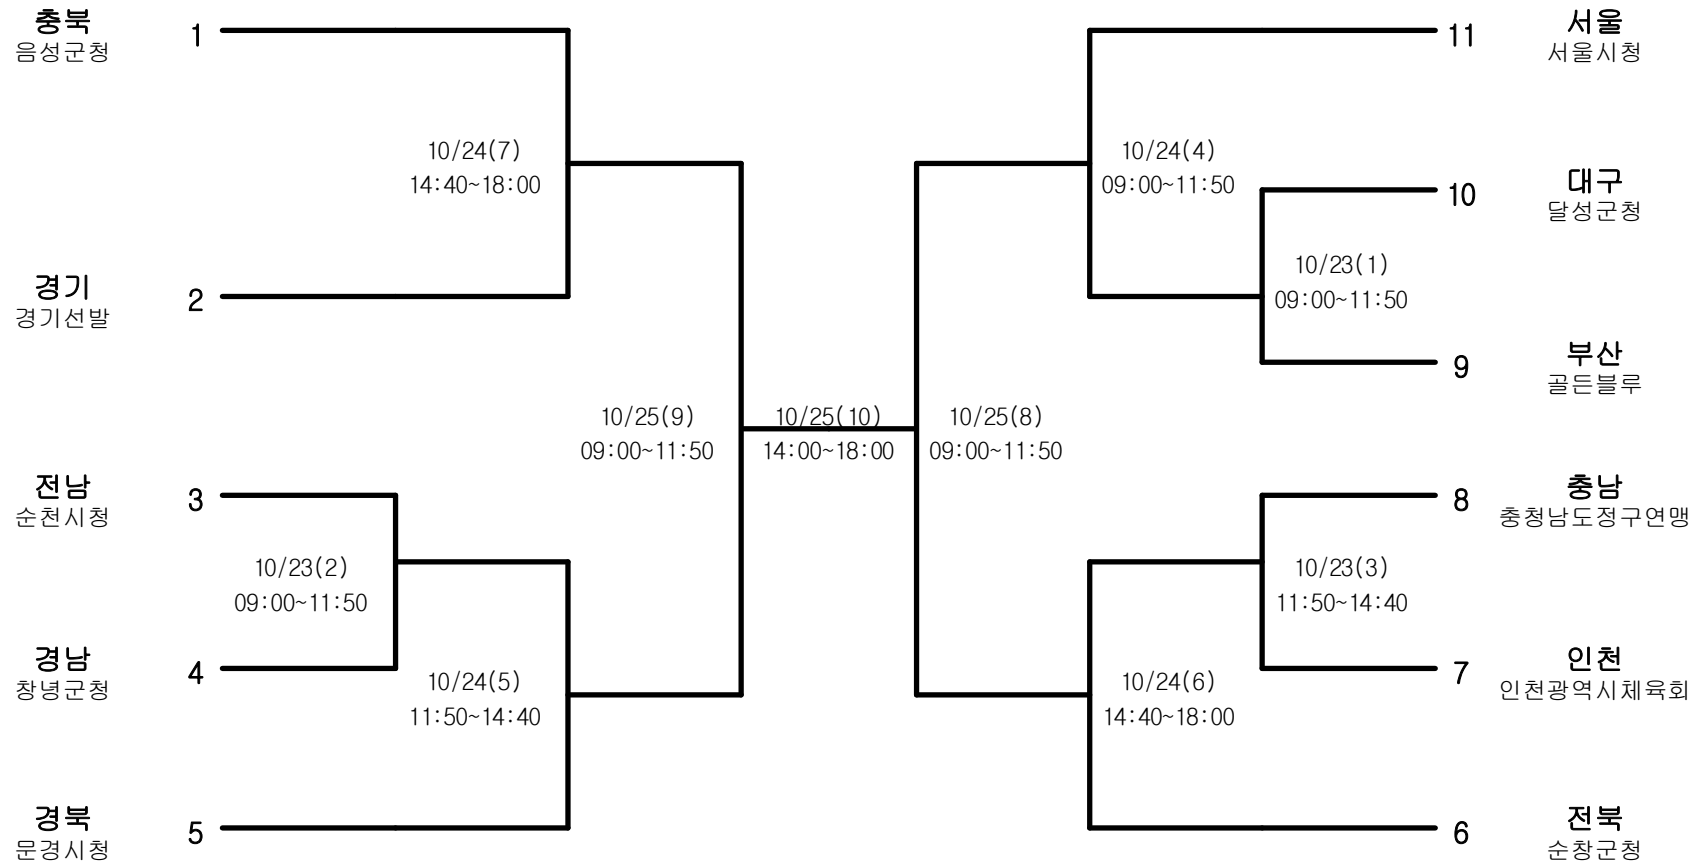 충북
음성군청
1
10/24(7)
14:40~18:00
경기
경기선발
2
10/25(9)
09:00~11:50
전남
순천시청
3
10/23(2)
09:00~11:50
경남
창녕군청
4
10/24(5)
11:50~14:40
경북
문경시청
5
10/25(10)
14:00~18:00
11
서울
서울시청
10/24(4)
09:00~11:50
10
대구
달성군청
10/23(1)
09:00~11:50
9
부산
골든블루
10/25(8)
09:00~11:50
8
충남
충청남도정구연맹
10/23(3)
11:50~14:40
7
인천
인천광역시체육회
10/24(6)
14:40~18:00
6
전북
순창군청